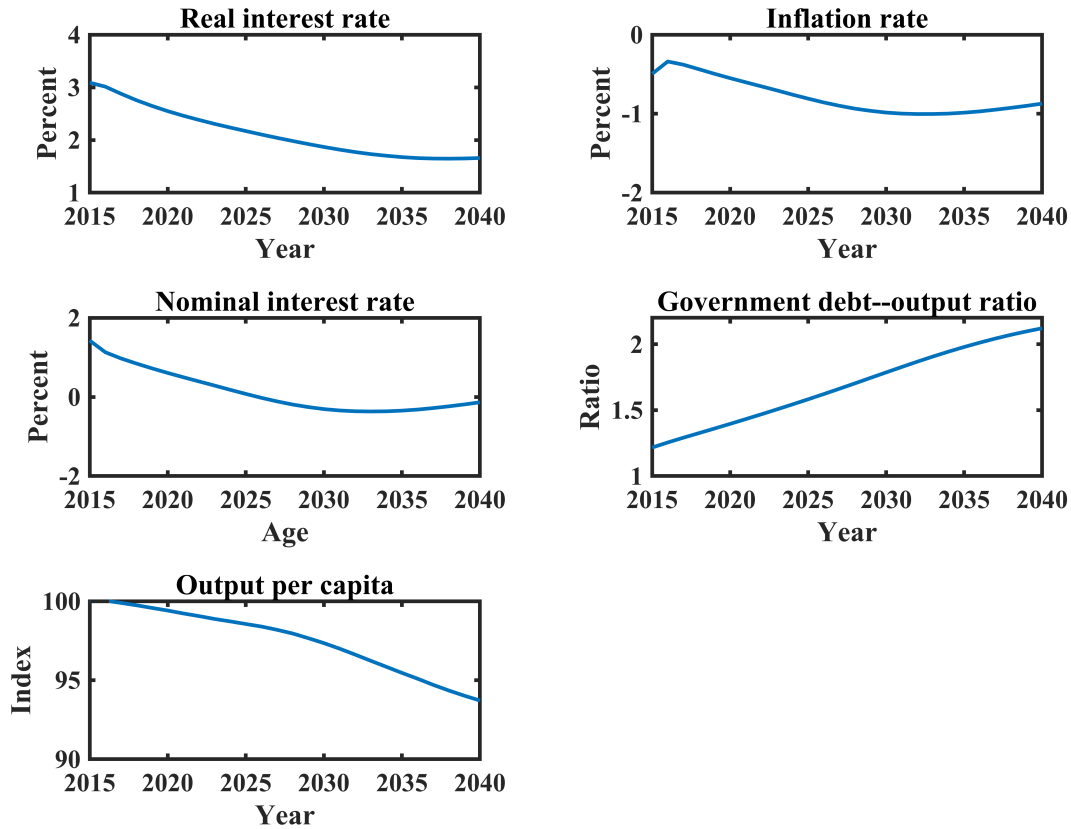 Real interest rate
4
3
2
1
Percent
2015 2020 2025 2030 2035 2040
Year
Inflation rate
0
-1
-2
Percent
2015 2020 2025 2030 2035 2040
Year
Nominal interest rate
2
0
-2
Percent
2015 2020 2025 2030 2035 2040
Age
Government debt--output ratio
2
1.5
1
Ratio
2015 2020 2025 2030 2035 2040
Year
Output per capita
100
95
90
Index
2015 2020 2025 2030 2035 2040
Year